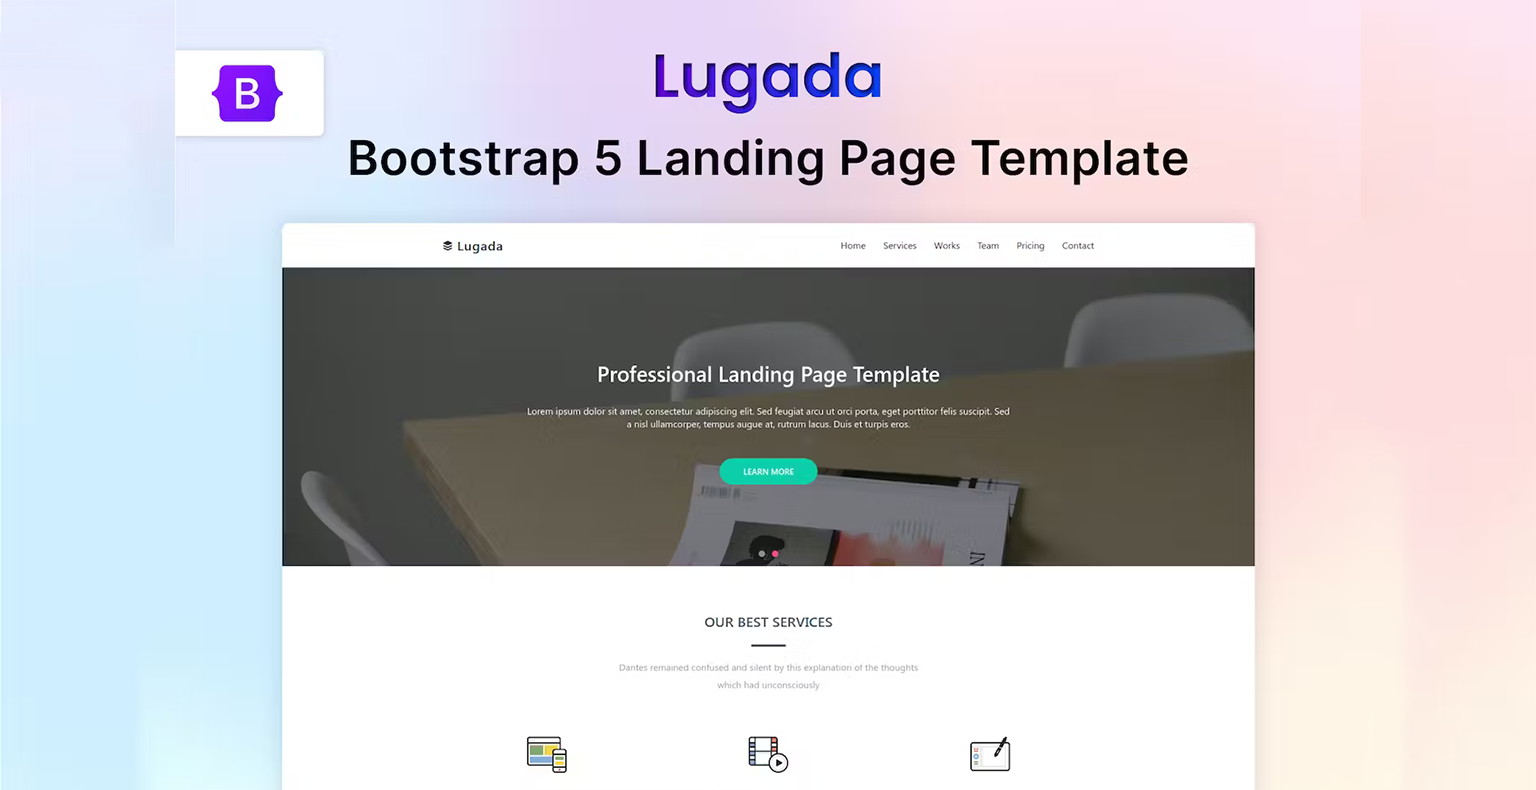 B
Lugada
Bootstrap 5 Landing Page Template
Lugada
Home Services Works Team Pricing Contact
Professional Landing Page Template
Lorem ipsum dolor sit amet, consectetur adipiscing elit. Sed feugiat arcu ut orci porta, eget porttitor felis suscipit. Sed
a nisl ullamcorper, tempus augue at, rutrum lacus. Duis et turpis eros.
LEARN MORE
OUR BEST SERVICES
Dantes remained confused and silent by this explanation of the thoughts
which had unconsciously